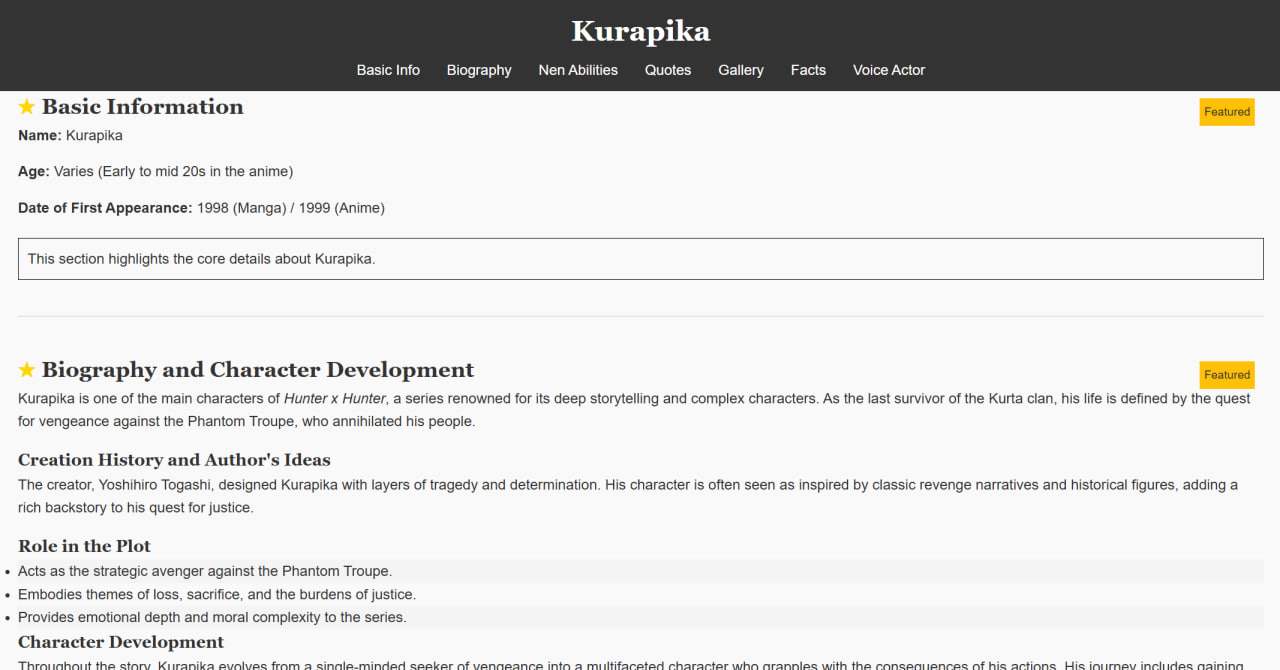 Kurapika
Basic Info Biography Nen Abilities Quotes Gallery Facts Voice Actor
★ Basic Information
Featured
Name: Kurapika
Age: Varies (Early to mid 20s in the anime)
Date of First Appearance: 1998 (Manga) / 1999 (Anime)
This section highlights the core details about Kurapika.
★ Biography and Character Development
Featured
Kurapika is one of the main characters of Hunter x Hunter, a series renowned for its deep storytelling and complex characters. As the last survivor of the Kurta clan, his life is defined by the quest
for vengeance against the Phantom Troupe, who annihilated his people.
Creation History and Author's Ideas
The creator, Yoshihiro Togashi, designed Kurapika with layers of tragedy and determination. His character is often seen as inspired by classic revenge narratives and historical figures, adding a
rich backstory to his quest for justice.
Role in the Plot
• Acts as the strategic avenger against the Phantom Troupe.
• Embodies themes of loss, sacrifice, and the burdens of justice.
• Provides emotional depth and moral complexity to the series.
Character Development
Throughout the story, Kurapika evolves from a single-minded seeker of vengeance into a multifaceted character who grapples with the consequences of his actions. His journey includes gaining